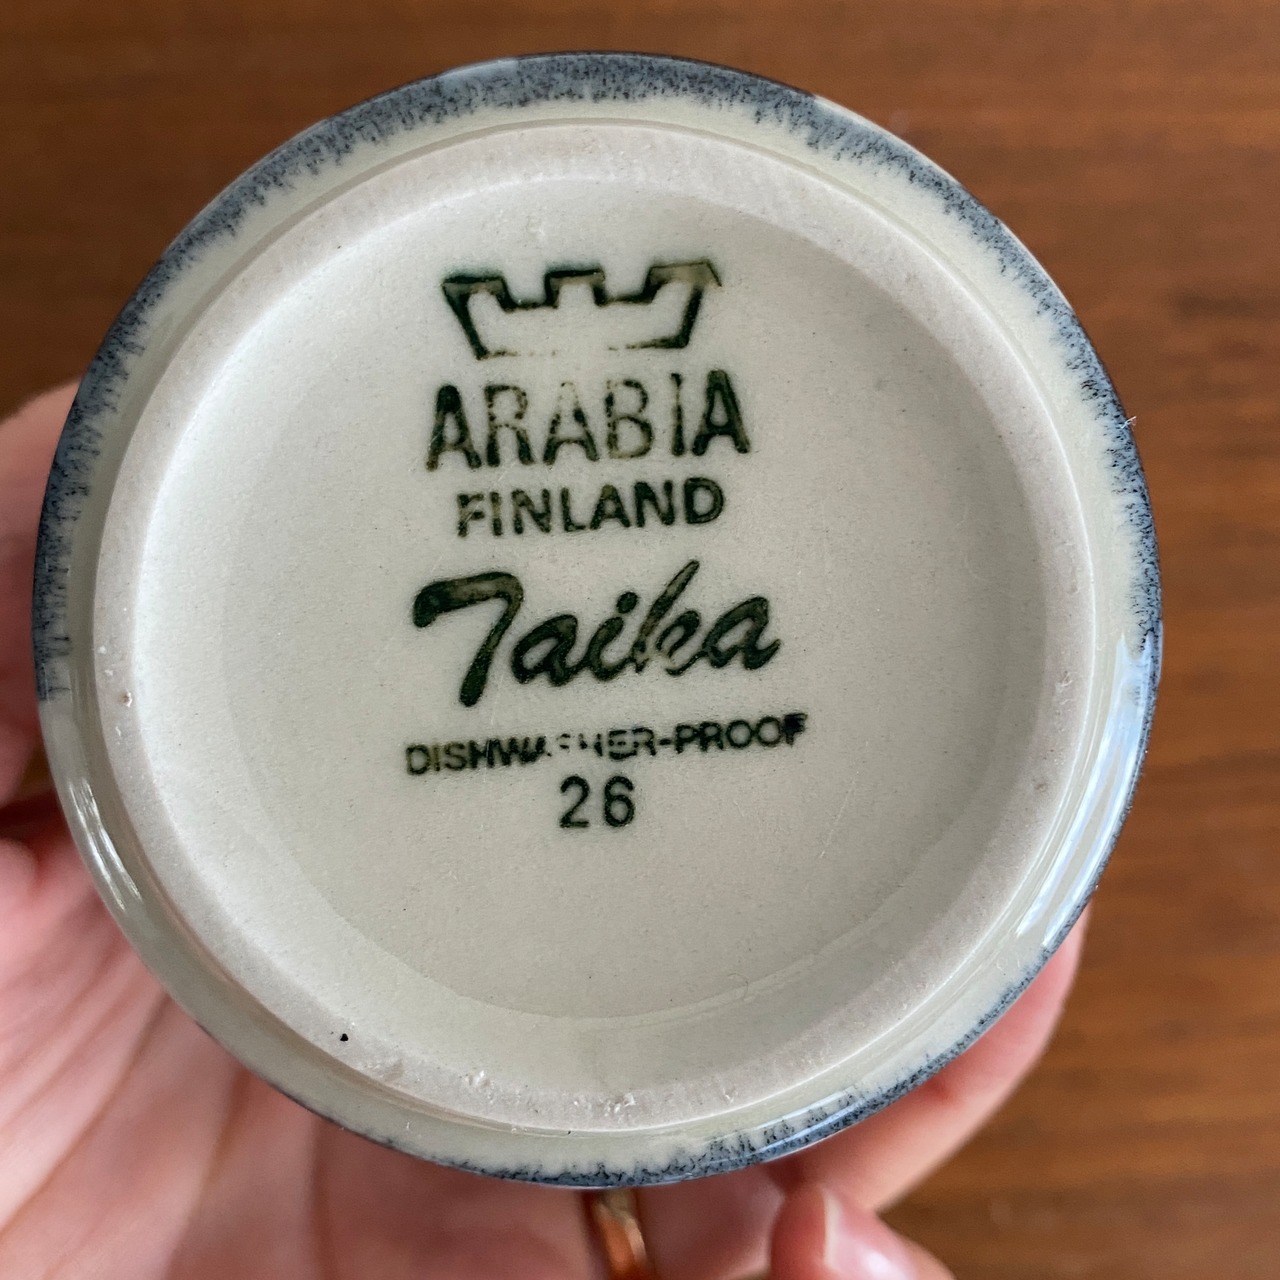 ARABIA
FINLAND
Taika
DISHWASHER-PROOF
26